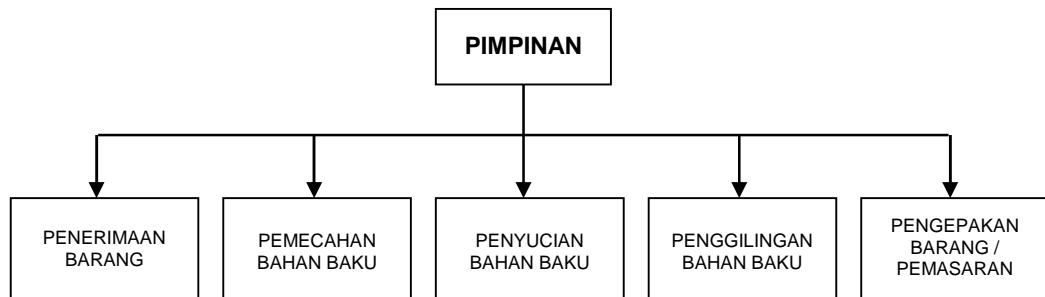 PIMPINAN
PENERIMAAN
BARANG
PEMECAHAN
BAHAN BAKU
PENYUCIAN
BAHAN BAKU
PENGGILINGAN
BAHAN BAKU
PENGEPAKAN
BARANG /
PEMASARAN